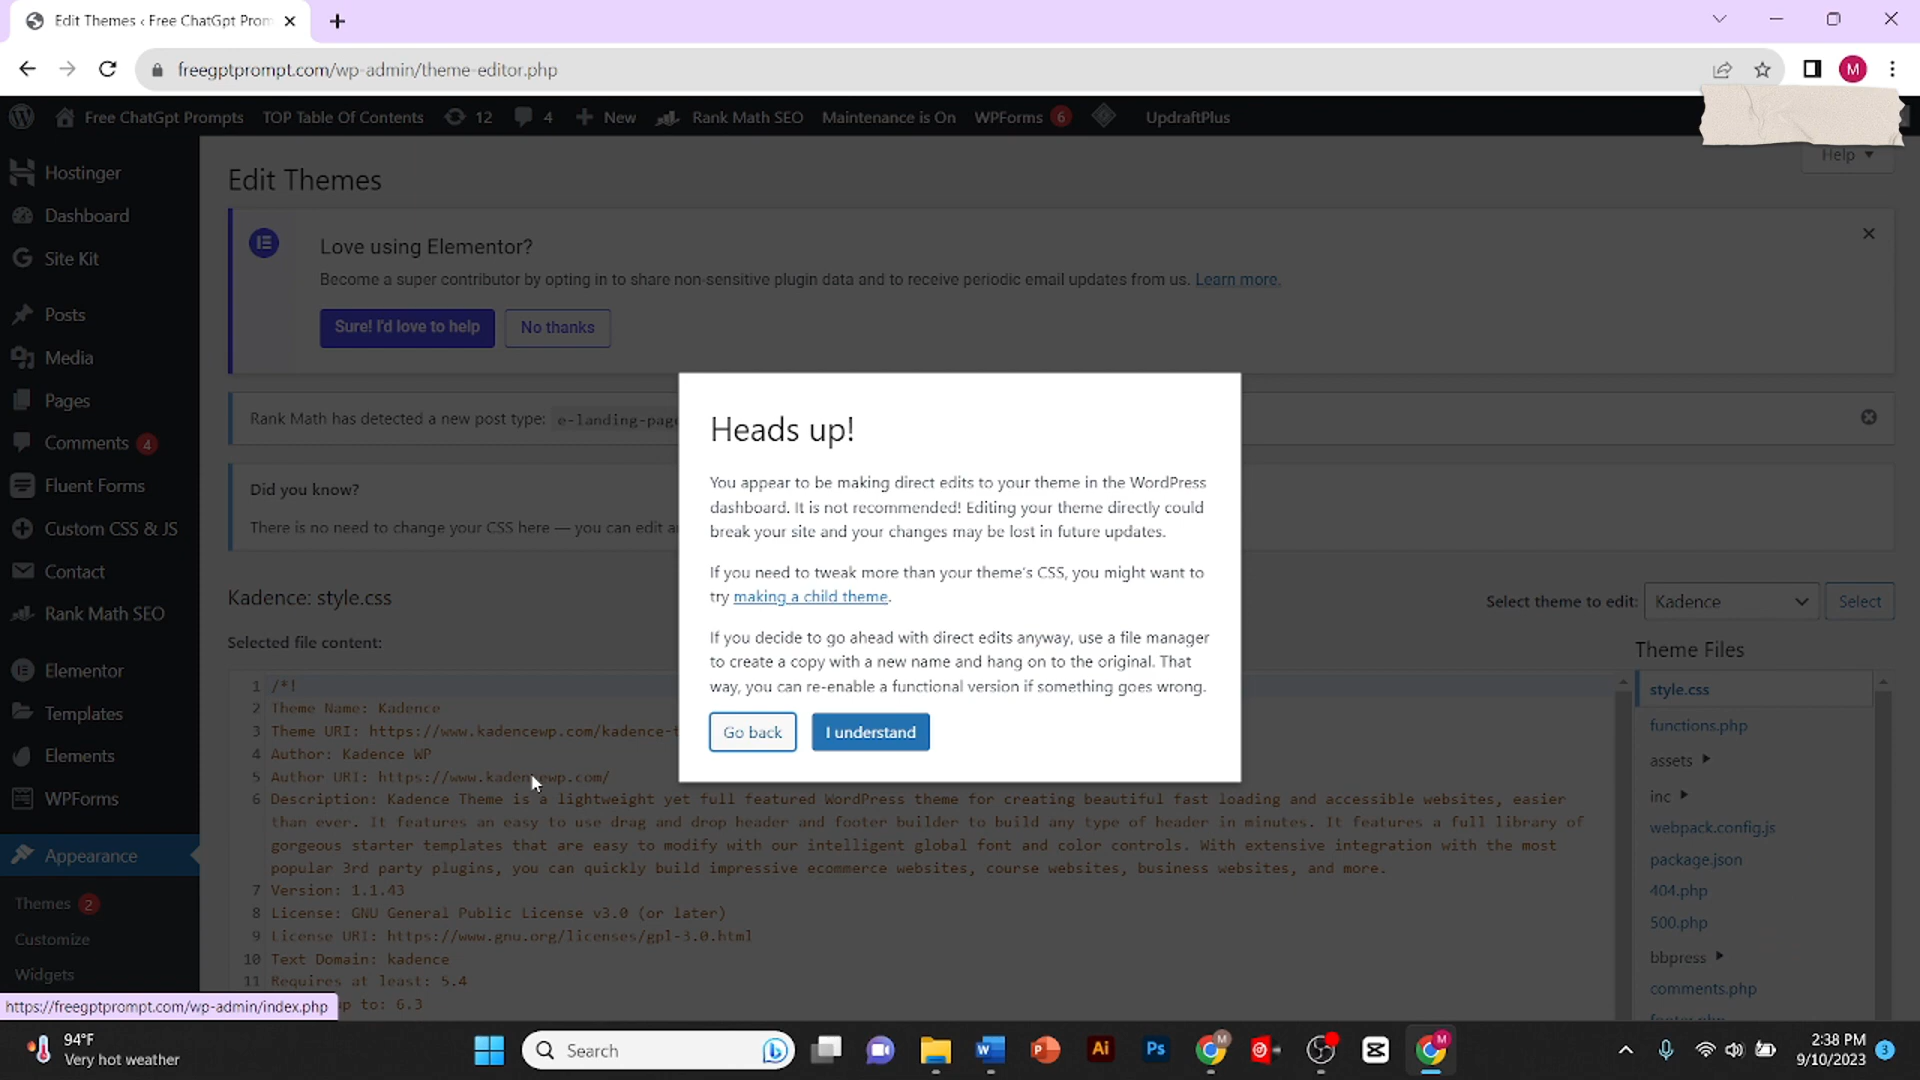 Edit Themes ‹ Free ChatGpt Prom
freegptprompt.com/wp-admin/theme-editor.php
M
Free ChatGpt Prompts
TOP Table Of Contents
12
4
New
Rank Math SEO
Maintenance is On
WPForms 6
UpdraftPlus
Help
Hostinger
Dashboard
Site Kit
Posts
Media
Pages
Comments 4
Fluent Forms
Custom CSS & JS
Contact
Rank Math SEO
Elementor
Templates
Elements
WPForms
Appearance
Themes 2
Customize
Widgets
https://freegptprompt.com/wp-admin/index.php
Edit Themes
Love using Elementor?
Become a super contributor by opting in to share non-sensitive plugin data and to receive periodic email updates from us. Learn more.
Sure! I'd love to help
No thanks
Rank Math has detected a new post type: e-landing-page
Did you know?
There is no need to change your CSS here — you can edit a
Heads up!
You appear to be making direct edits to your theme in the WordPress
dashboard. It is not recommended! Editing your theme directly could
break your site and your changes may be lost in future updates.
If you need to tweak more than your theme's CSS, you might want to
try making a child theme.
If you decide to go ahead with direct edits anyway, use a file manager
to create a copy with a new name and hang on to the original. That
way, you can re-enable a functional version if something goes wrong.
Go back
I understand
Kadence: style.css
Select theme to edit: Kadence
Select
Selected file content:
1 /*!
2 Theme Name: Kadence
3 Theme URI: https://www.kadencewp.com/kadence-t
4 Author: Kadence WP
5 Author URI: https://www.kadencewp.com/
6 Description: Kadence Theme is a lightweight yet full featured WordPress theme for creating beautiful fast loading and accessible websites, easier
than ever. It features an easy to use drag and drop header and footer builder to build any type of header in minutes. It features a full library of
gorgeous starter templates that are easy to modify with our intelligent global font and color controls. With extensive integration with the most
popular 3rd party plugins, you can quickly build impressive ecommerce websites, course websites, business websites, and more.
7 Version: 1.1.43
8 License: GNU General Public License v3.0 (or later)
9 License URI: https://www.gnu.org/licenses/gpl-3.0.html
10 Text Domain: kadence
11 Requires at least: 5.4
p to: 6.3
Theme Files
style.css
functions.php
assets
inc
webpack.config.js
package.json
404.php
500.php
bbpress
comments.php
footer.php
94°F
Very hot weather
Search
Ai
Ps
2:38 PM
9/10/2023
3